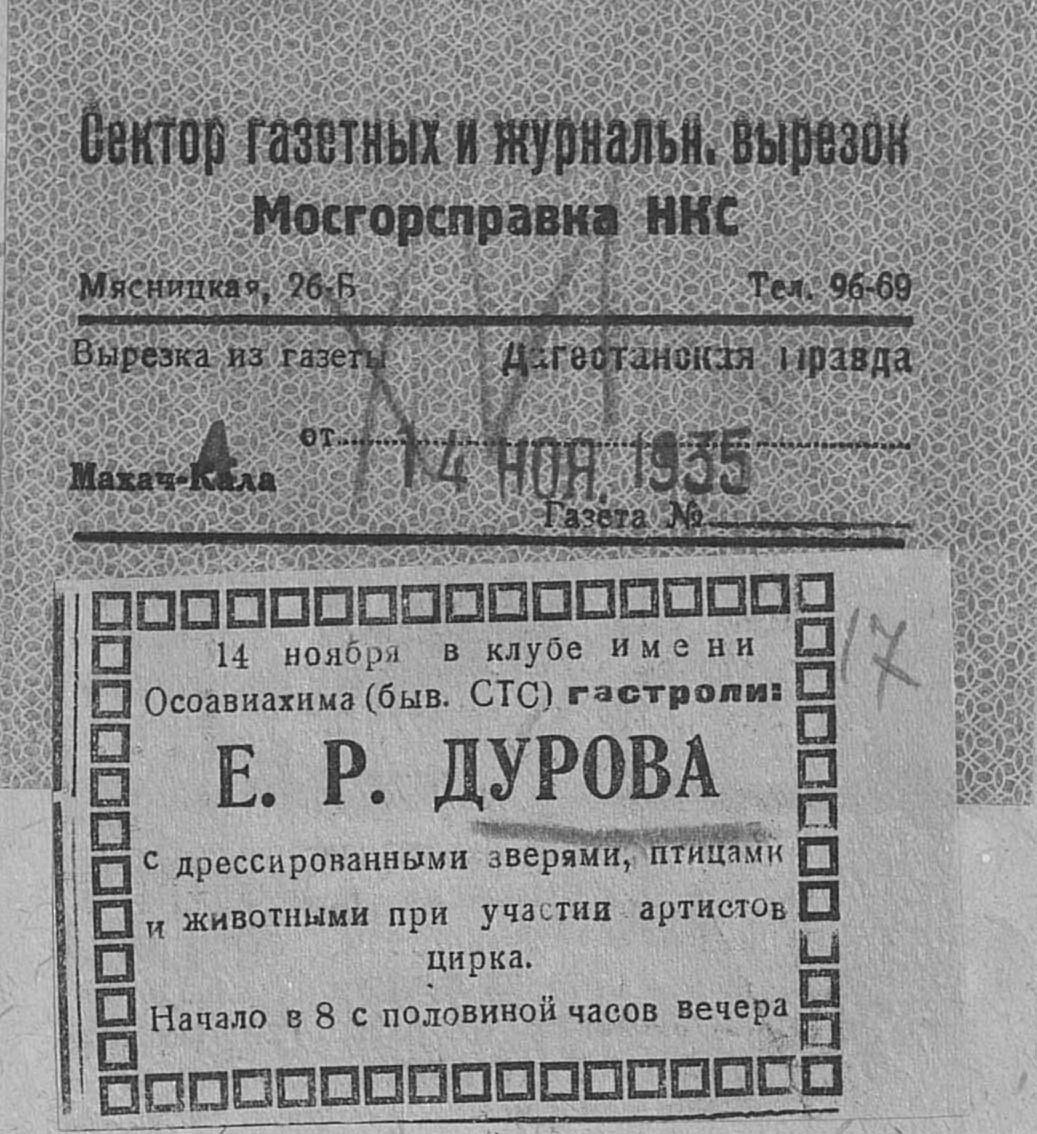 Сектор газетных и журнальн. вырезок
Мосгорсправка НКС
Мясницкая, 26-Б Тел. 96-69
Вырезка из газеты Дагестанская правда
от
Махач-Кала 14 НОЯ. 1935
Газета №
14 ноября в клубе имени
Осоавиахима (быв. СТС) гастроли:
Е. Р. ДУРОВА
с дрессированными зверями, птицами
и животными при участии артистов
цирка.
Начало в 8 с половиной часов вечера
17